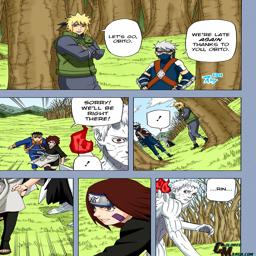 WE'RE LATE
AGAIN
THANKS TO
YOU, OBITO.
LET'S GO,
OBITO.
!
SORRY!
WE'LL BE
RIGHT
THERE!
!
...RIN...